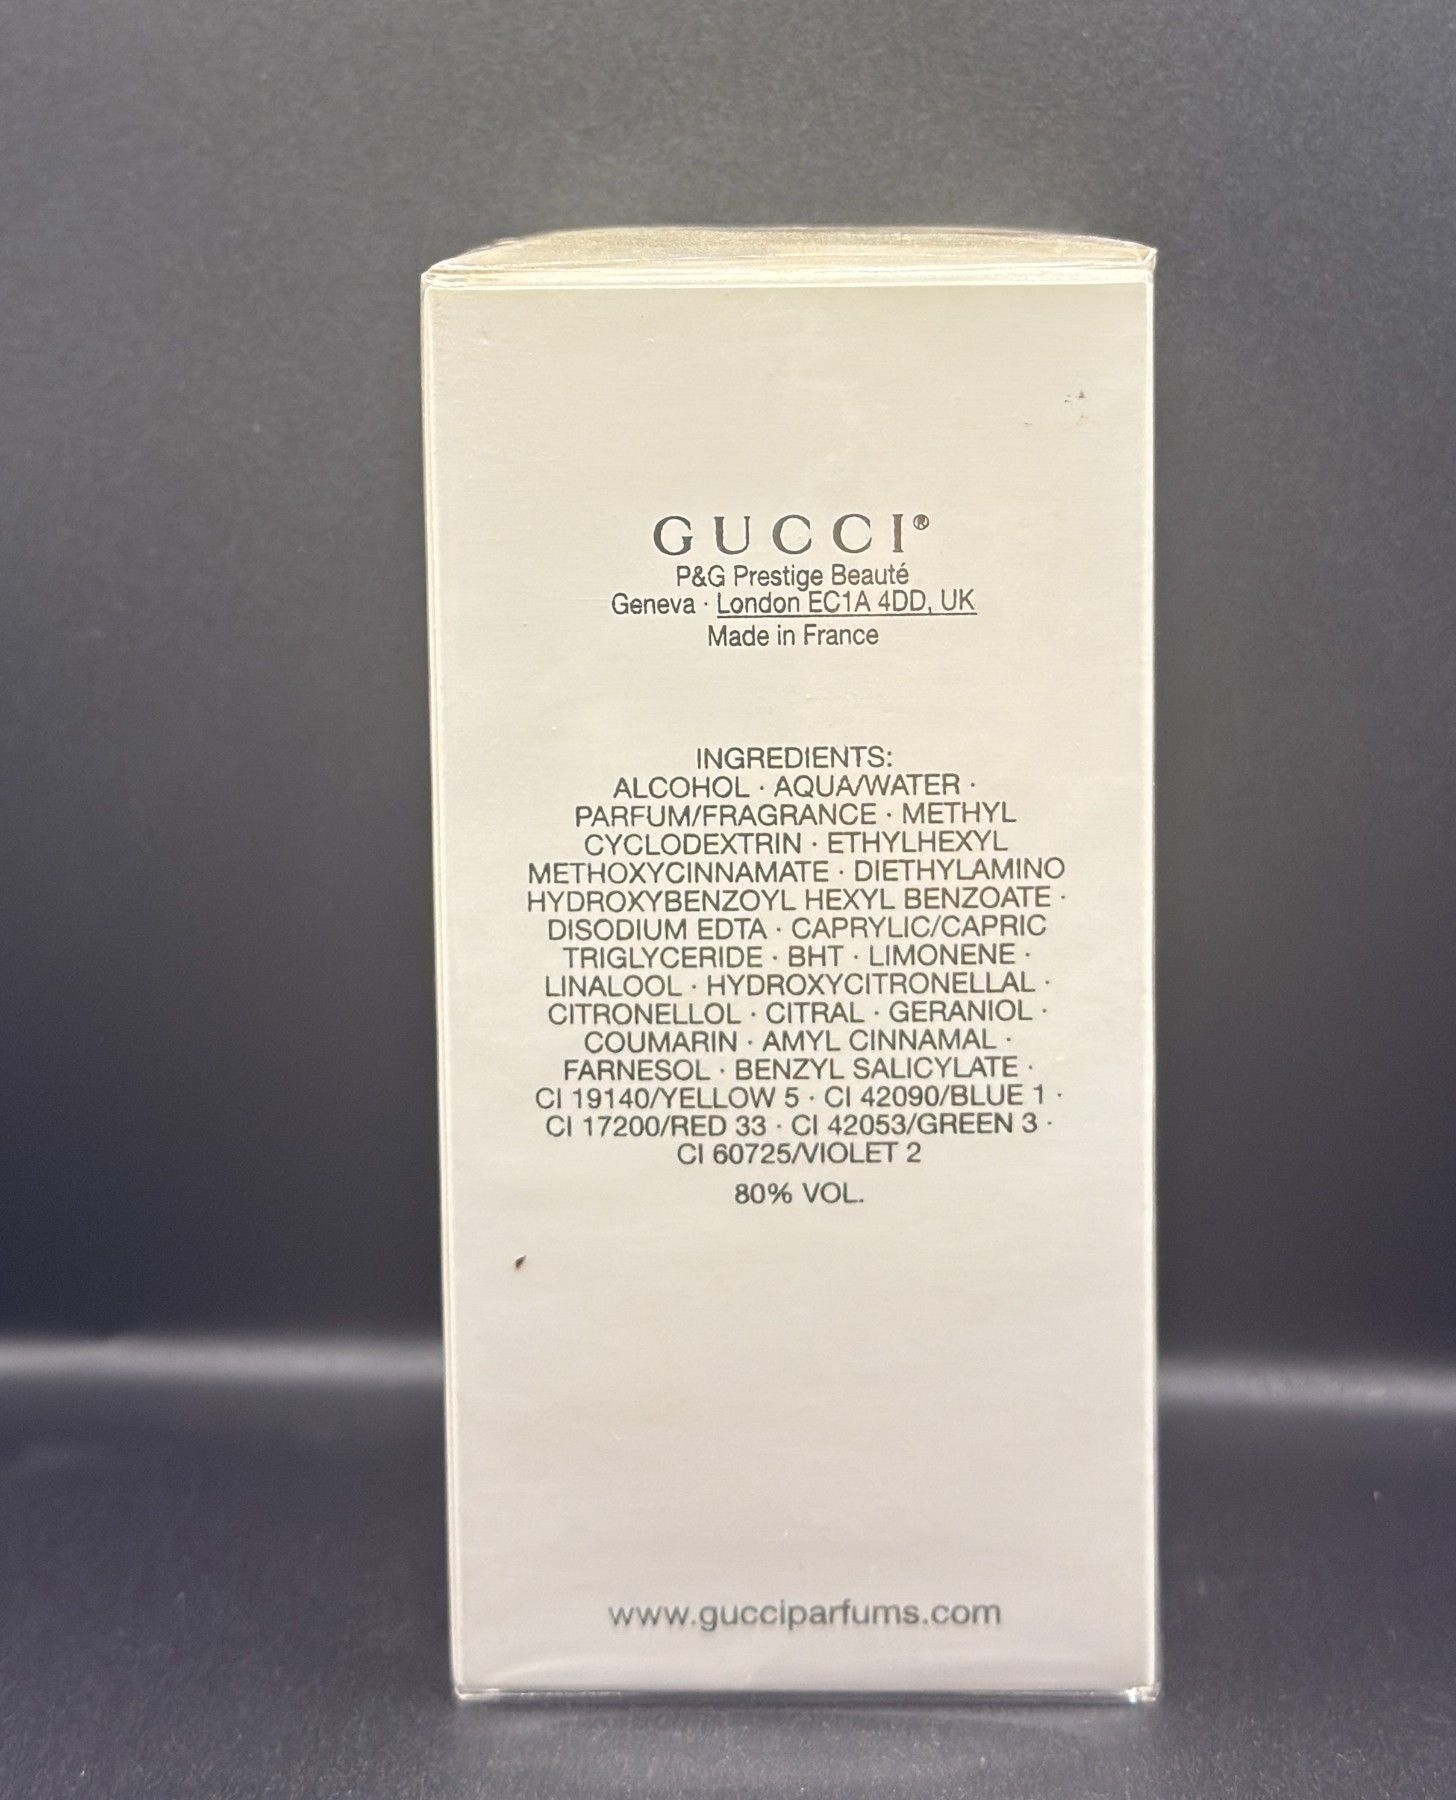 GUCCI®
P&G Prestige Beauté
Geneva · London EC1A 4DD, UK
Made in France
INGREDIENTS:
ALCOHOL · AQUA/WATER ·
PARFUM/FRAGRANCE · METHYL
CYCLODEXTRIN · ETHYLHEXYL
METHOXYCINNAMATE · DIETHYLAMINO
HYDROXYBENZOYL HEXYL BENZOATE ·
DISODIUM EDTA · CAPRYLIC/CAPRIC
TRIGLYCERIDE · BHT · LIMONENE ·
LINALOOL · HYDROXYCITRONELLAL ·
CITRONELLOL · CITRAL · GERANIOL ·
COUMARIN · AMYL CINNAMAL ·
FARNESOL · BENZYL SALICYLATE ·
CI 19140/YELLOW 5 · CI 42090/BLUE 1 ·
CI 17200/RED 33 · CI 42053/GREEN 3 ·
CI 60725/VIOLET 2
80% VOL.
www.gucciparfums.com